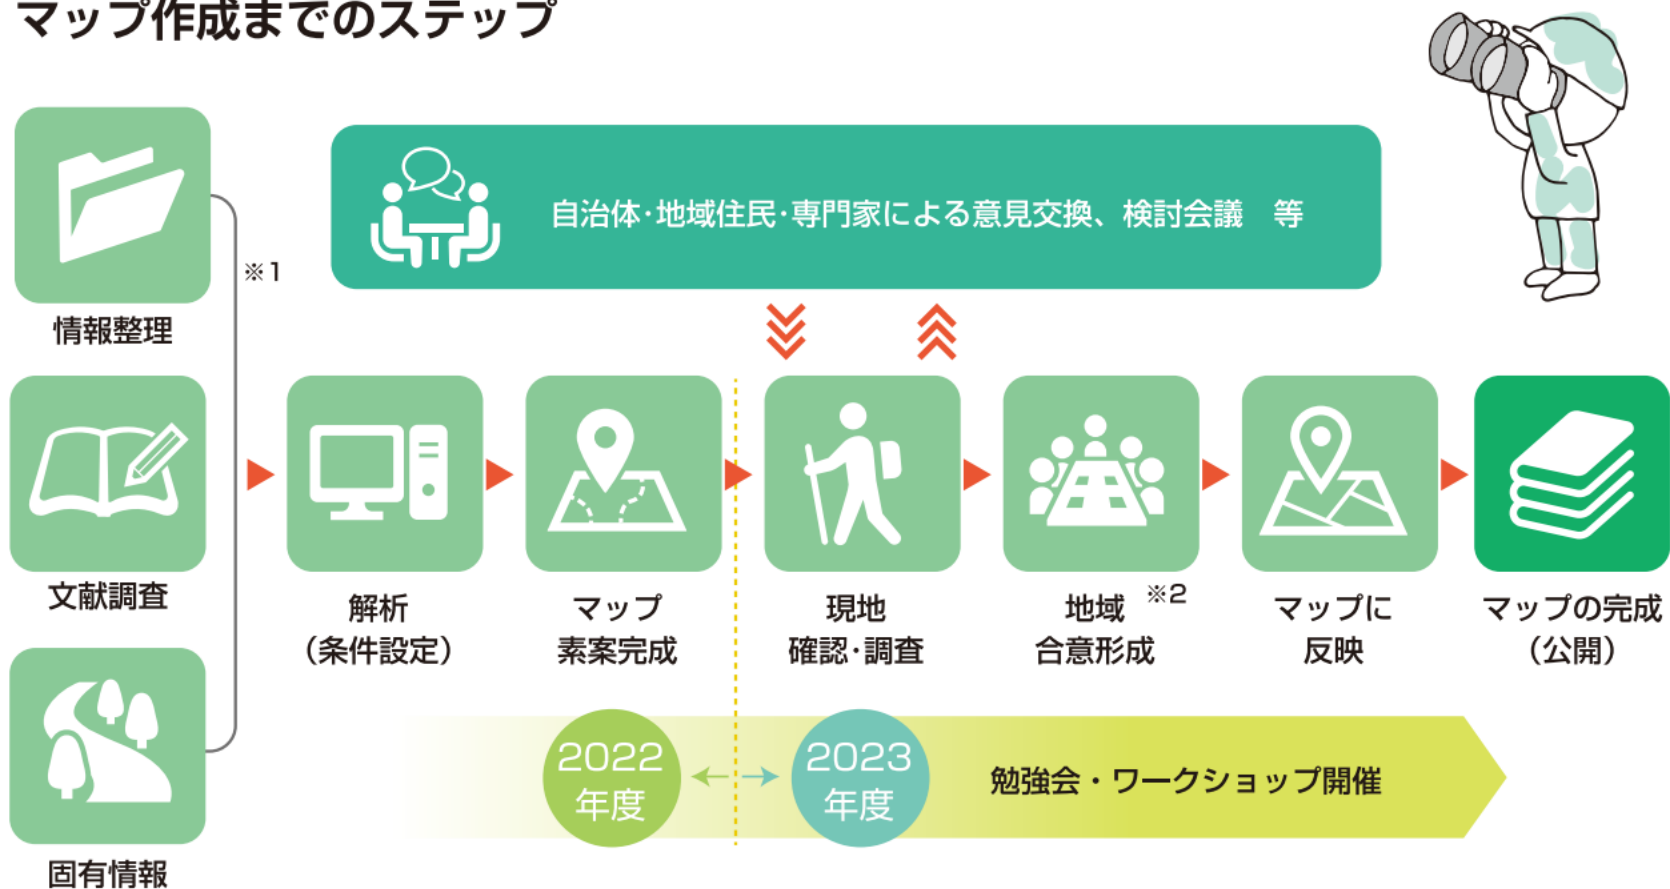 マップ作成までのステップ
自治体･地域住民･専門家による意見交換、検討会議　等
情報整理
※1
文献調査
固有情報
解析
（条件設定）
マップ
素案完成
現地
確認･調査
地域 ※2
合意形成
マップに
反映
マップの完成
（公開）
2022
年度
2023
年度
勉強会・ワークショップ開催